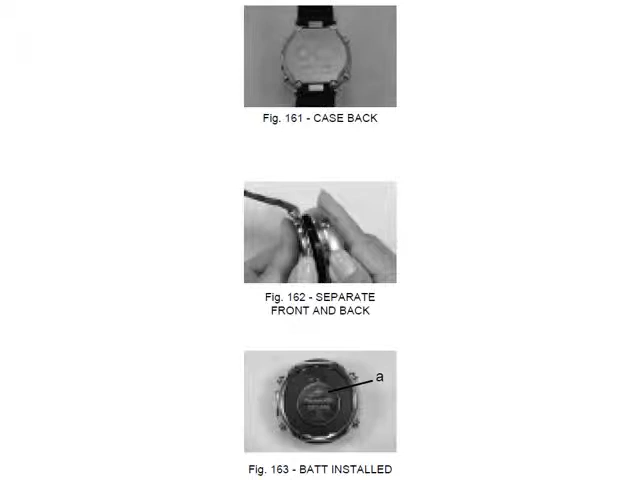 Fig. 161 - CASE BACK
Fig. 162 - SEPARATE
FRONT AND BACK
a
Fig. 163 - BATT INSTALLED